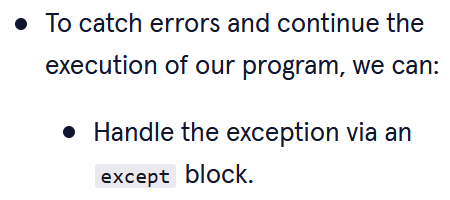 To catch errors and continue the
execution of our program, we can:
Handle the exception via an
except block.